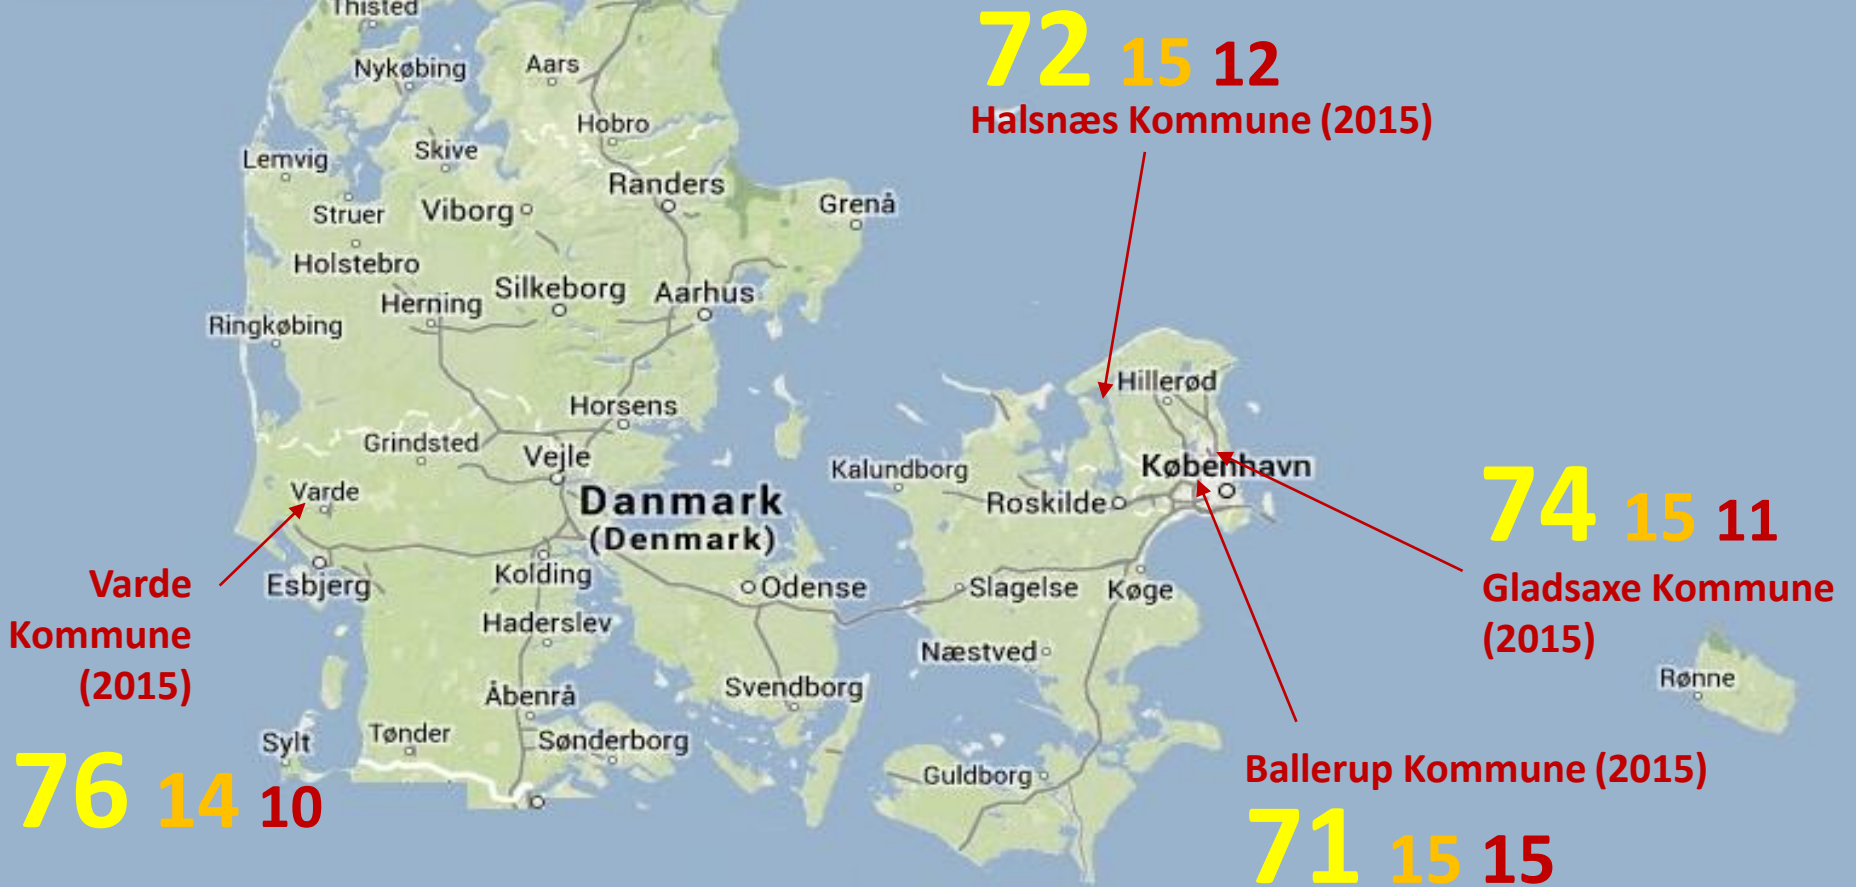 Thisted
72 15 12
Nykøbing
Aars
Halsnæs Kommune (2015)
Hobro
Lemvig
Skive
Randers
Struer
Viborg
Grenå
Holstebro
Herning
Silkeborg
Aarhus
Ringkøbing
Hillerød
Horsens
Grindsted
Vejle
Kalundborg
København
Varde
Danmark
(Denmark)
Roskilde
74 15 11
Varde
Kommune
(2015)
Esbjerg
Kolding
Odense
Slagelse
Køge
Gladsaxe Kommune
(2015)
Haderslev
Næstved
Rønne
Åbenrå
Svendborg
Sylt
Tønder
Sønderborg
Guldborg
Ballerup Kommune (2015)
76 14 10
71 15 15